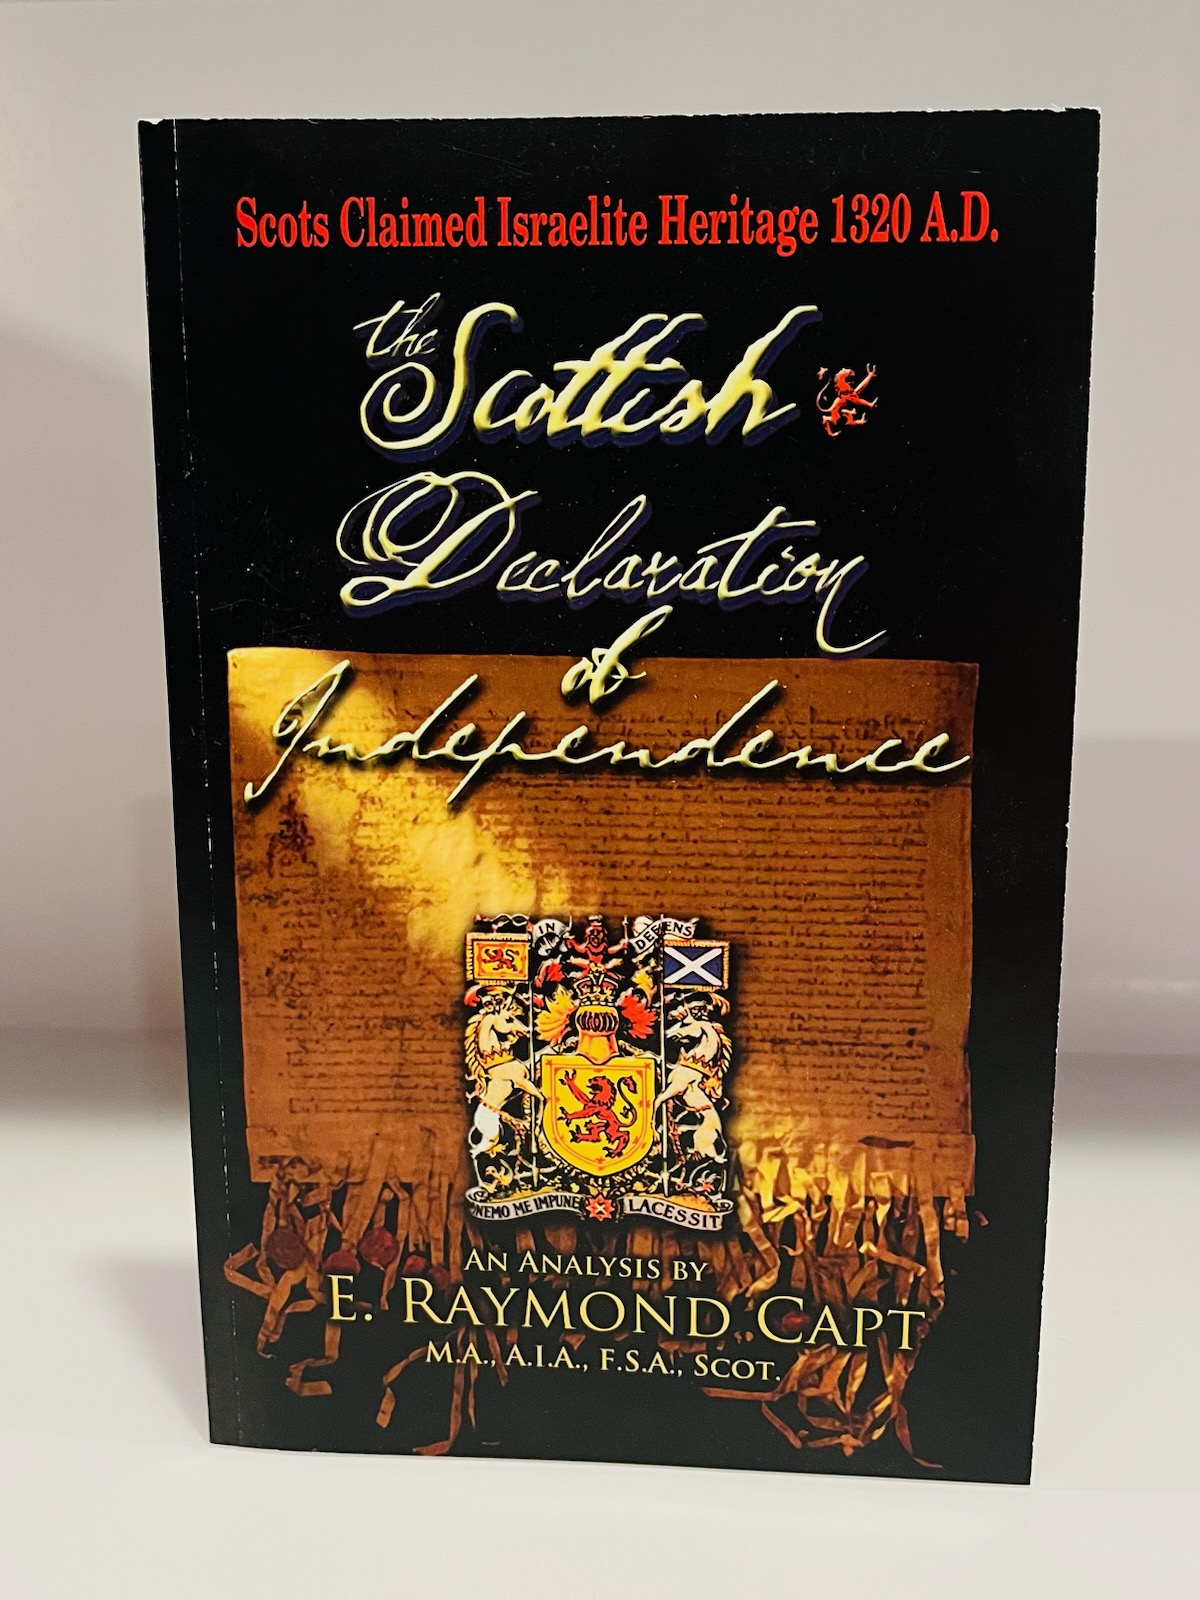 Scots Claimed Israelite Heritage 1320 A.D.
the Scottish
Declaration
of
Independence
IN DEFENS
NEMO ME IMPUNE LACESSIT
AN ANALYSIS BY
E. RAYMOND CAPT
M.A., A.I.A., F.S.A., SCOT.